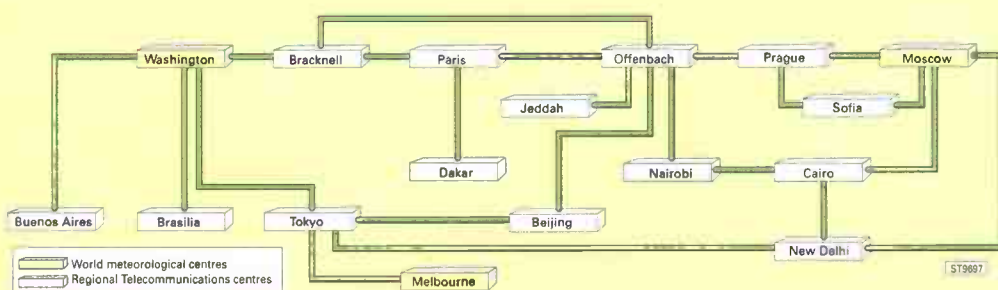 Washington
Bracknell
Paris
Offenbach
Prague
Moscow
Jeddah
Sofia
Dakar
Nairobi
Cairo
Buenos Aires
Brasilia
Tokyo
Beijing
New Delhi
World meteorological centres
Regional Telecommunications centres
Melbourne
ST9697